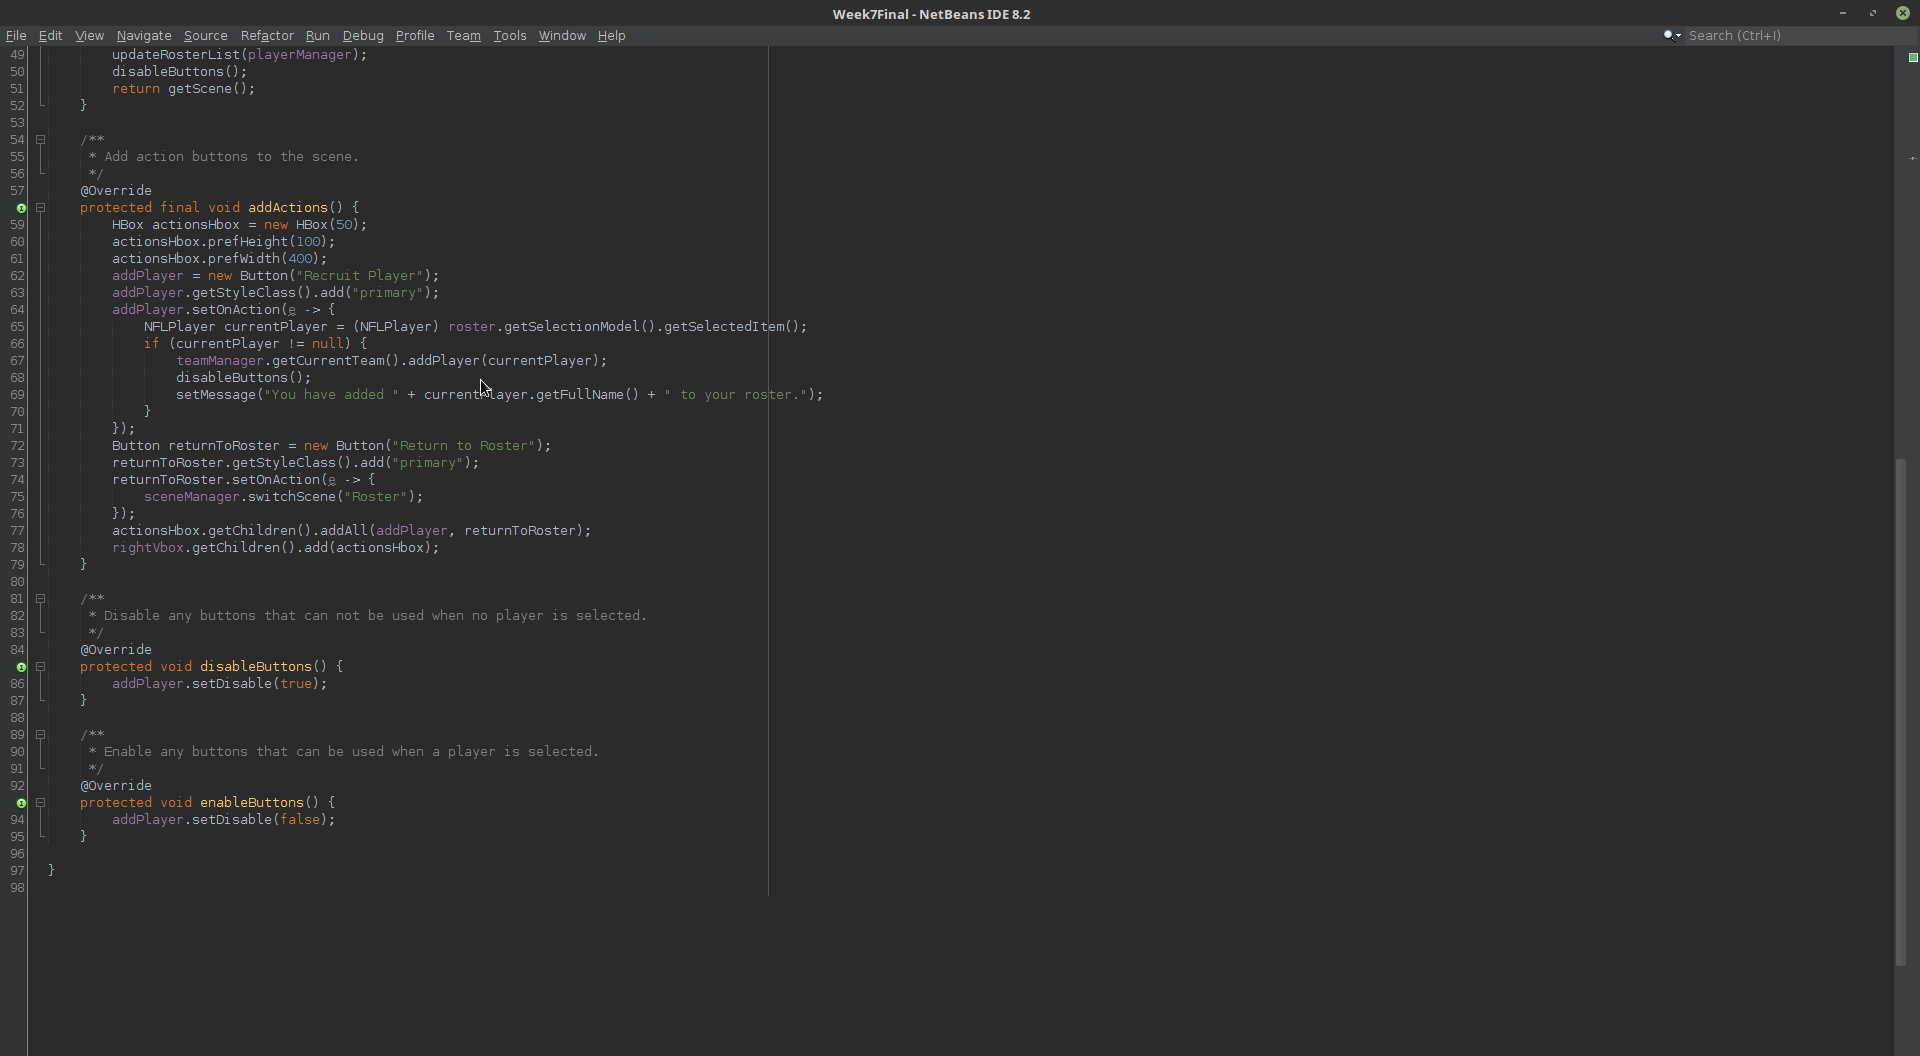 Week7Final - NetBeans IDE 8.2
File Edit View Navigate Source Refactor Run Debug Profile Team Tools Window Help Search (Ctrl+I)
49 updateRosterList(playerManager);
50 disableButtons();
51 return getScene();
52 }
53
54 /**
55 * Add action buttons to the scene.
56 */
57 @Override
protected final void addActions() {
59 HBox actionsHbox = new HBox(50);
60 actionsHbox.prefHeight(100);
61 actionsHbox.prefWidth(400);
62 addPlayer = new Button("Recruit Player");
63 addPlayer.getStyleClass().add("primary");
64 addPlayer.setOnAction(e -> {
65 NFLPlayer currentPlayer = (NFLPlayer) roster.getSelectionModel().getSelectedItem();
66 if (currentPlayer != null) {
67 teamManager.getCurrentTeam().addPlayer(currentPlayer);
68 disableButtons();
69 setMessage("You have added " + currentPlayer.getFullName() + " to your roster.");
70 }
71 });
72 Button returnToRoster = new Button("Return to Roster");
73 returnToRoster.getStyleClass().add("primary");
74 returnToRoster.setOnAction(e -> {
75 sceneManager.switchScene("Roster");
76 });
77 actionsHbox.getChildren().addAll(addPlayer, returnToRoster);
78 rightVbox.getChildren().add(actionsHbox);
79 }
80
81 /**
82 * Disable any buttons that can not be used when no player is selected.
83 */
84 @Override
protected void disableButtons() {
86 addPlayer.setDisable(true);
87 }
88
89 /**
90 * Enable any buttons that can be used when a player is selected.
91 */
92 @Override
protected void enableButtons() {
94 addPlayer.setDisable(false);
95 }
96
97 }
98